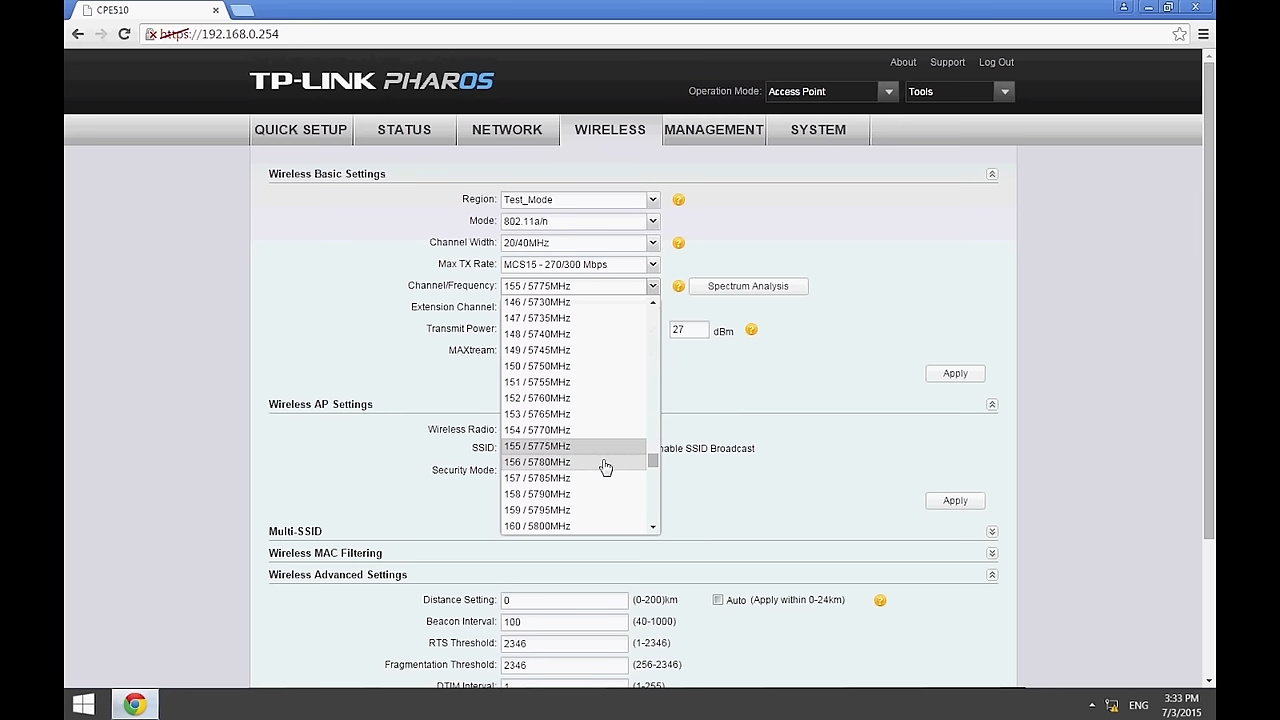 CPE510
https://192.168.0.254
About Support Log Out
TP-LINK PHAROS
Operation Mode: Access Point Tools
QUICK SETUP STATUS NETWORK WIRELESS MANAGEMENT SYSTEM
Wireless Basic Settings
Region: Test_Mode
Mode: 802.11a/n
Channel Width: 20/40MHz
Max TX Rate: MCS15 - 270/300 Mbps
Channel/Frequency: 155 / 5775MHz Spectrum Analysis
146 / 5730MHz
Extension Channel:
147 / 5735MHz
Transmit Power: 27 dBm
148 / 5740MHz
MAXtream:
149 / 5745MHz
150 / 5750MHz
Apply
151 / 5755MHz
152 / 5760MHz
Wireless AP Settings
153 / 5765MHz
Wireless Radio:
154 / 5770MHz
SSID: nable SSID Broadcast
155 / 5775MHz
156 / 5780MHz
Security Mode:
157 / 5785MHz
158 / 5790MHz
Apply
159 / 5795MHz
160 / 5800MHz
Multi-SSID
Wireless MAC Filtering
Wireless Advanced Settings
Distance Setting: 0 (0-200)km Auto (Apply within 0-24km)
Beacon Interval: 100 (40-1000)
RTS Threshold: 2346 (1-2346)
Fragmentation Threshold: 2346 (256-2346)
DTIM Interval: 1 (1-255)
ENG
3:33 PM
7/3/2015